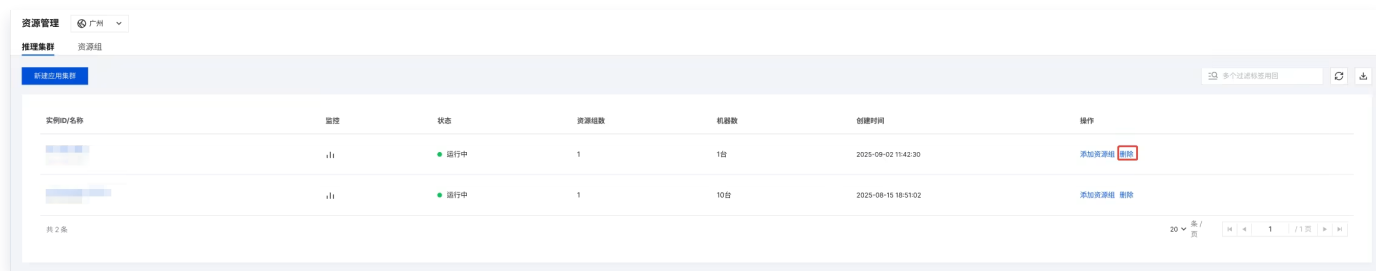 资源管理 广州
推理集群 资源组
新建应用集群 多个过滤标签用回
实例ID/名称 监控 状态 资源组数 机器数 创建时间 操作
运行中 1 1台 2025-09-02 11:42:30 添加资源组 删除
运行中 1 10台 2025-08-15 18:51:02 添加资源组 删除
共 2 条 20 条/页 1 / 1 页